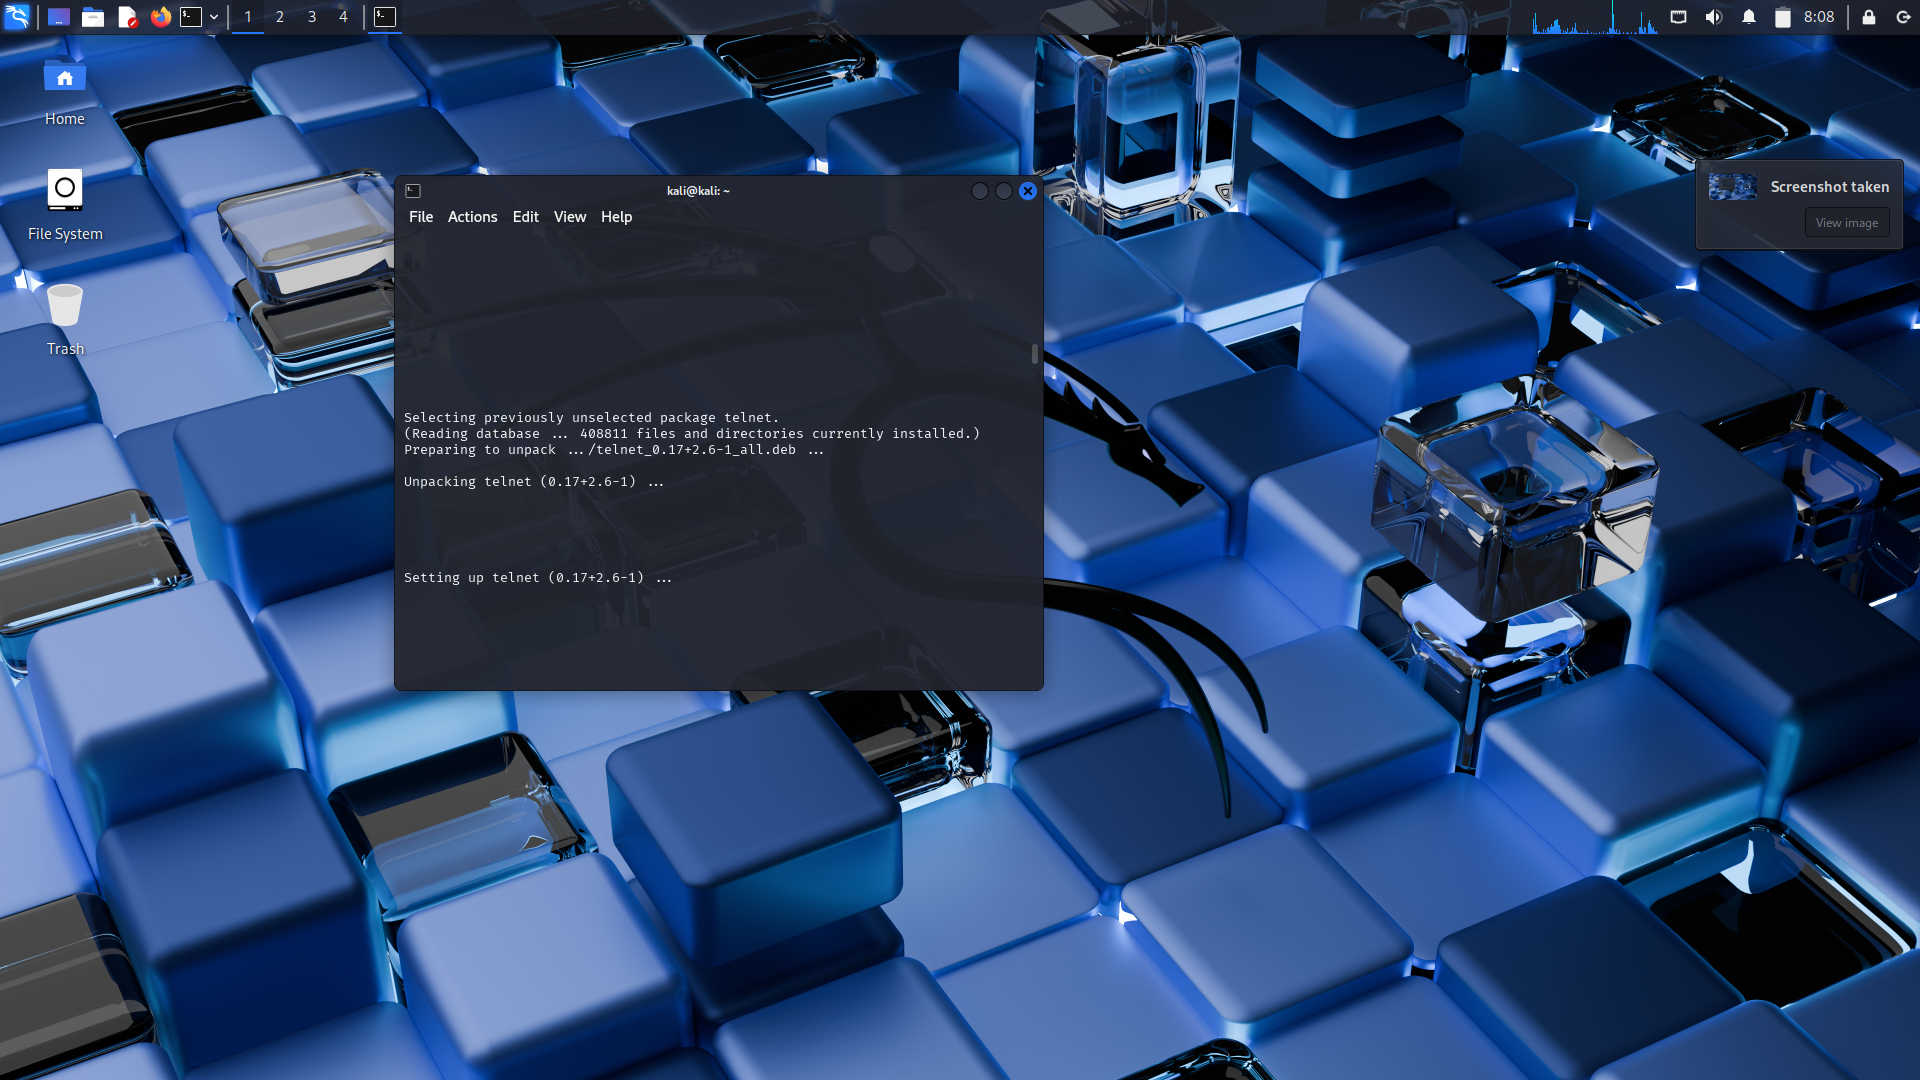 1 2 3 4
8:08
Home
File System
Trash
kali@kali: ~
File Actions Edit View Help
Selecting previously unselected package telnet.
(Reading database ... 408811 files and directories currently installed.)
Preparing to unpack .../telnet_0.17+2.6-1_all.deb ...
Unpacking telnet (0.17+2.6-1) ...
Setting up telnet (0.17+2.6-1) ...
Screenshot taken
View image